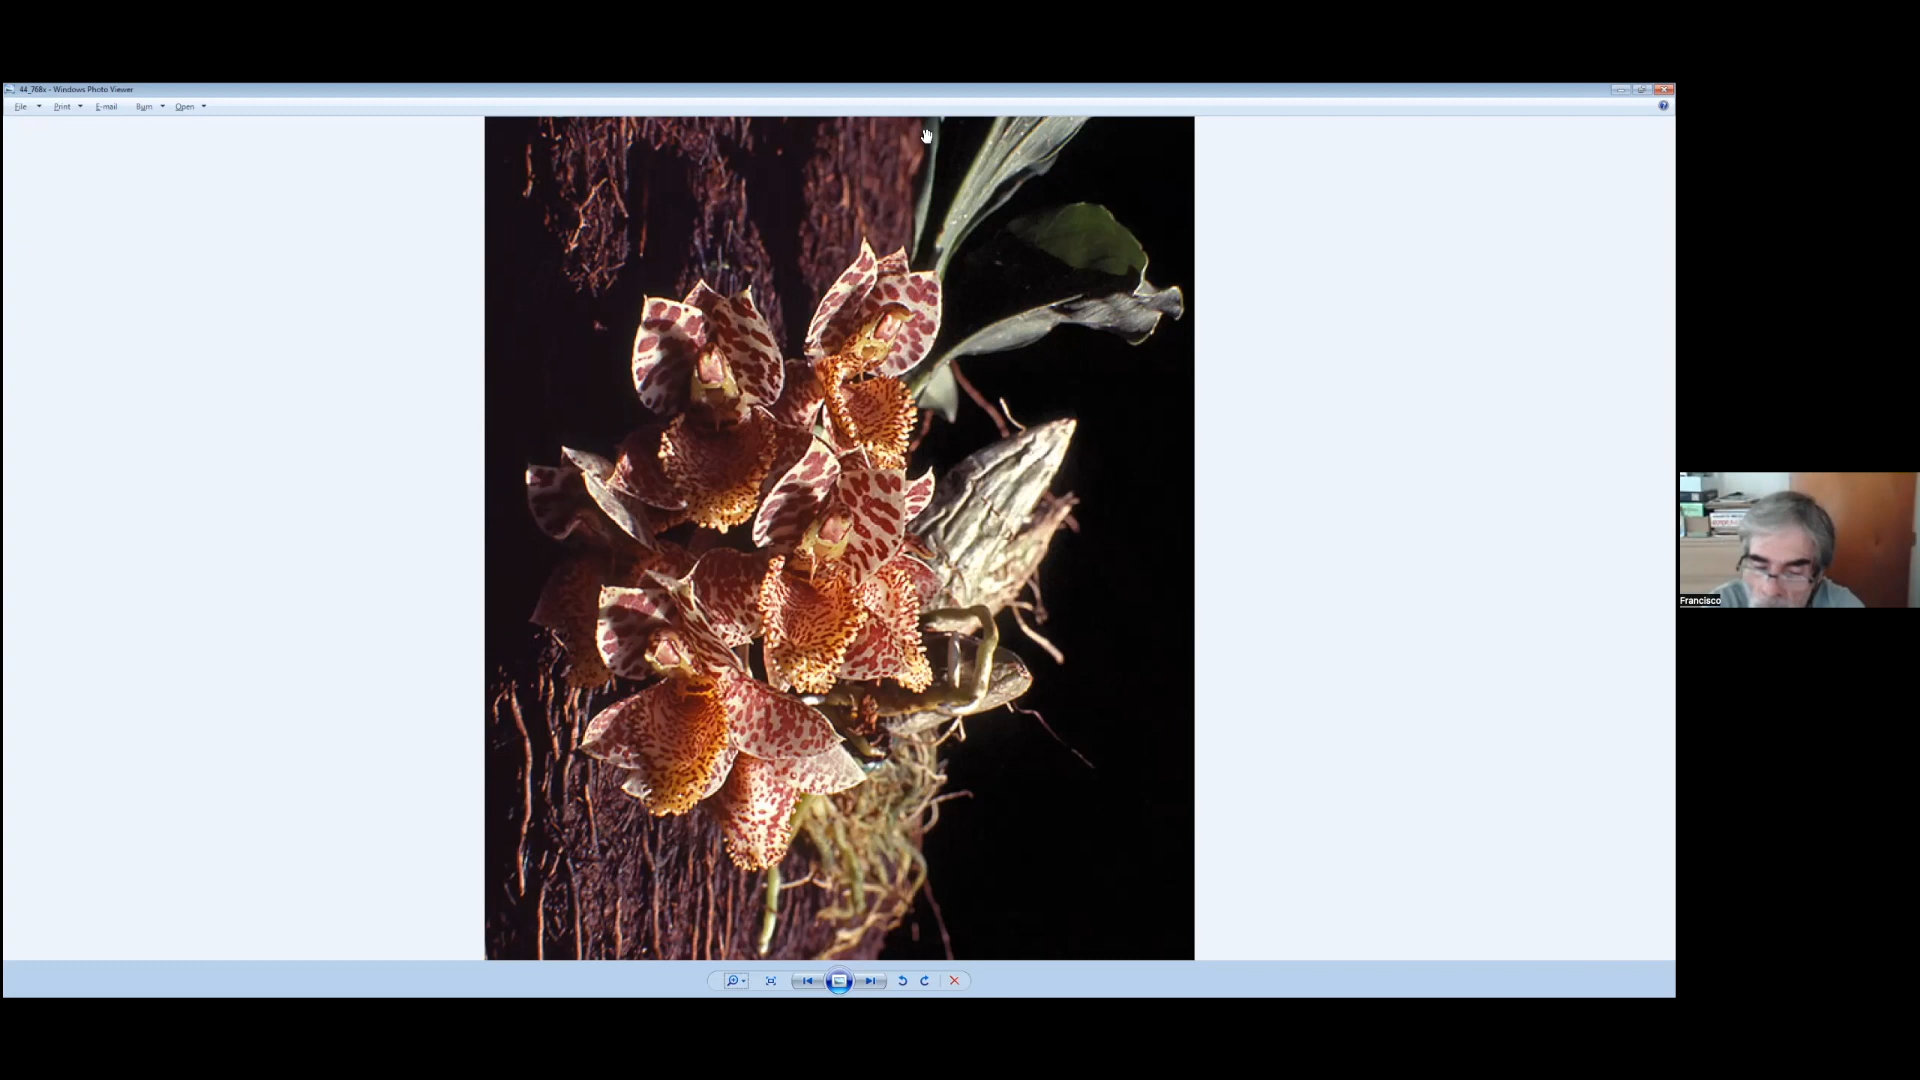 44_768x - Windows Photo Viewer
File Print E-mail Burn Open
Francisco